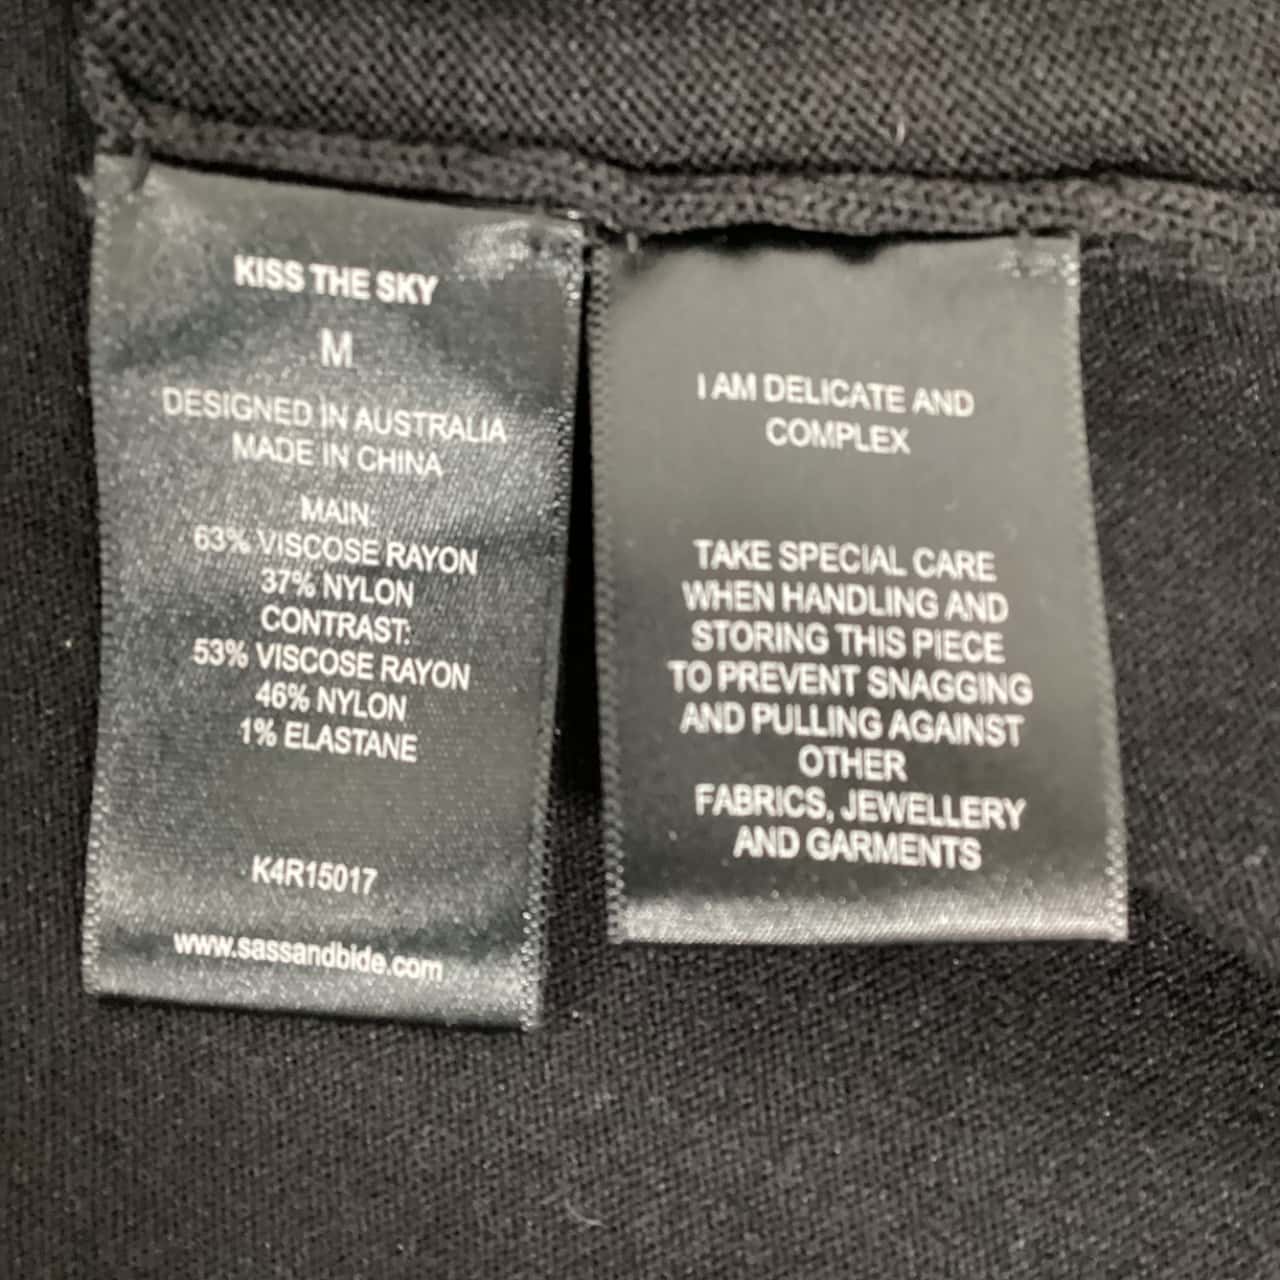 KISS THE SKY
M
DESIGNED IN AUSTRALIA
MADE IN CHINA
MAIN:
63% VISCOSE RAYON
37% NYLON
CONTRAST:
53% VISCOSE RAYON
46% NYLON
1% ELASTANE
K4R15017
www.sassandbide.com
I AM DELICATE AND
COMPLEX
TAKE SPECIAL CARE
WHEN HANDLING AND
STORING THIS PIECE
TO PREVENT SNAGGING
AND PULLING AGAINST
OTHER
FABRICS, JEWELLERY
AND GARMENTS